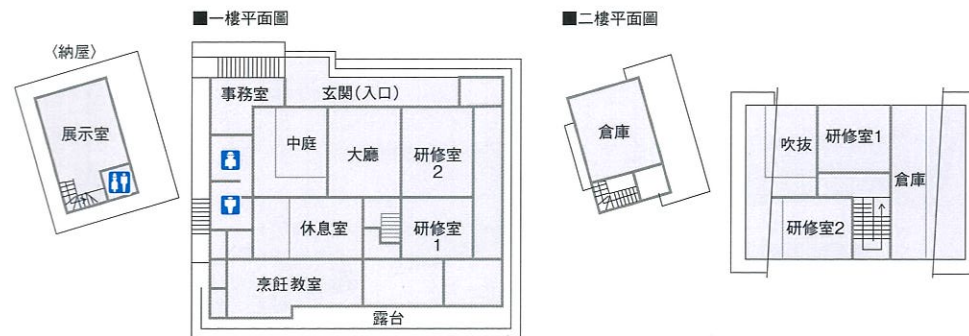 ■一樓平面圖
■二樓平面圖
〈納屋〉
展示室
事務室
玄関(入口)
中庭
大廳
研修室
2
休息室
研修室
1
烹飪教室
露台
倉庫
吹抜
研修室1
倉庫
研修室2